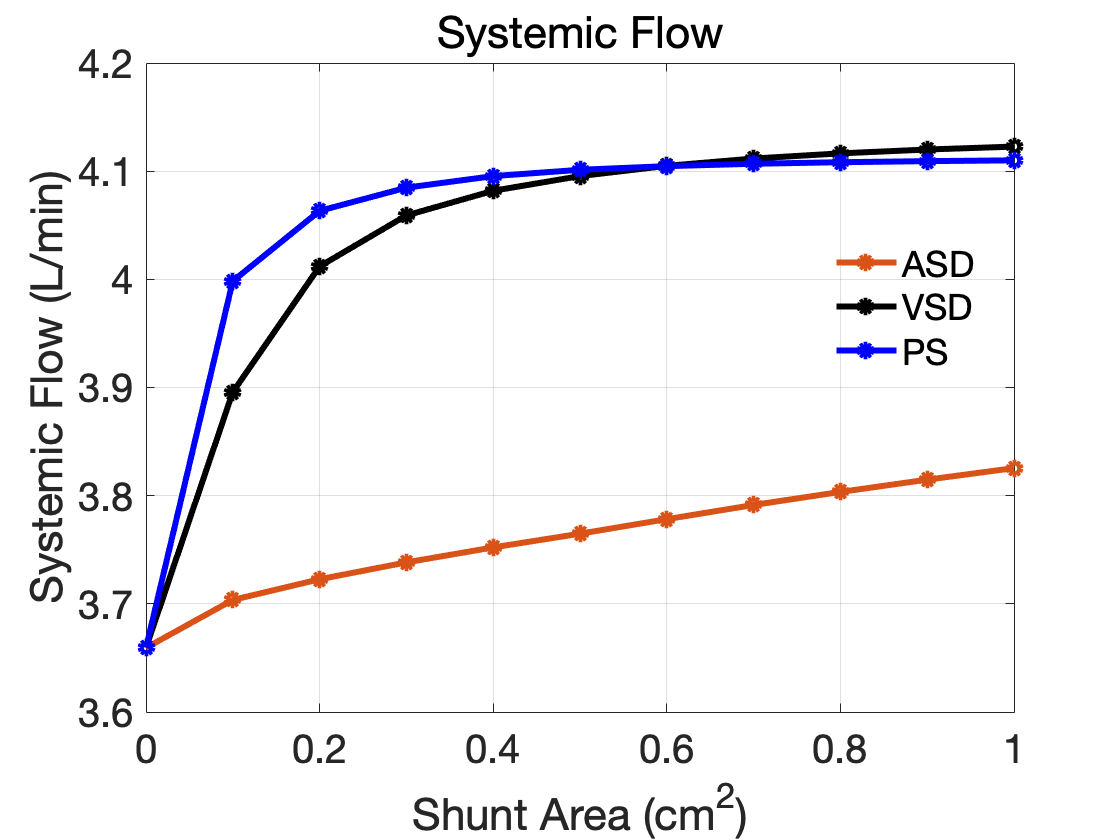 Systemic Flow
Systemic Flow (L/min)
4.2
4.1
4
3.9
3.8
3.7
3.6
ASD
VSD
PS
0
0.2
0.4
0.6
0.8
1
Shunt Area (cm²)